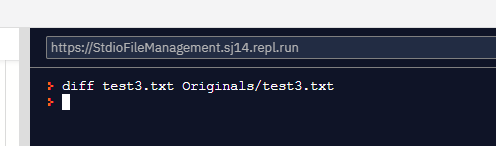 https://StdioFileManagement.sj14.repl.run
> diff test3.txt Originals/test3.txt
>